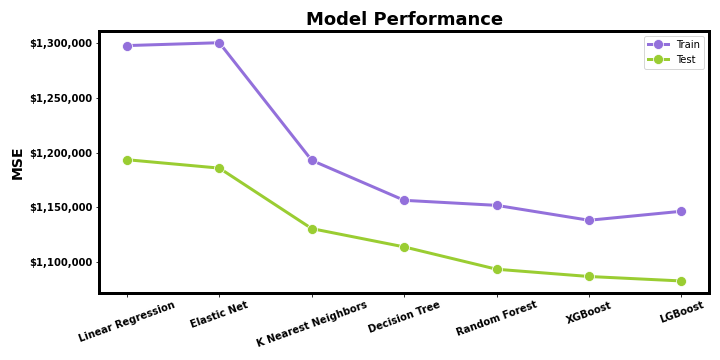 Model Performance
Train
Test
MSE
$1,300,000
$1,250,000
$1,200,000
$1,150,000
$1,100,000
Linear Regression
Elastic Net
K Nearest Neighbors
Decision Tree
Random Forest
XGBoost
LGBoost